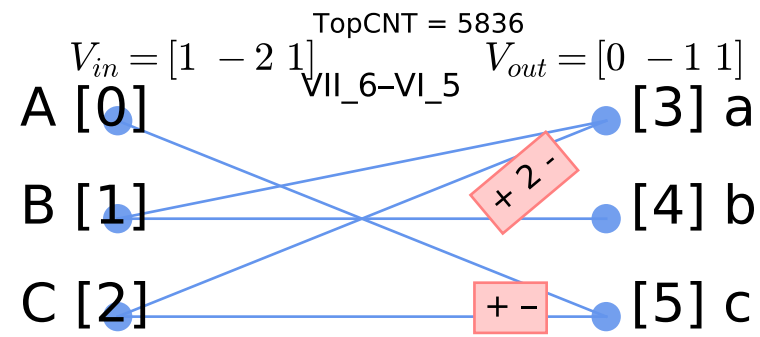 TopCNT = 5836
V_in = [1 −2 1] V_out = [0 −1 1]
VII_6–VI_5
A [0] [3] a
+ 2 -
B [1] [4] b
C [2] + – [5] c